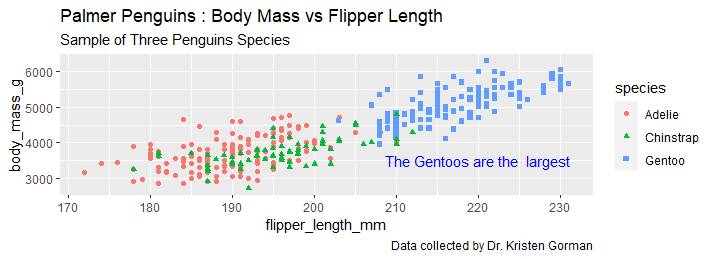 Palmer Penguins : Body Mass vs Flipper Length
Sample of Three Penguins Species
body_mass_g
6000
5000
4000
3000
The Gentoos are the  largest
170
180
190
200
210
220
230
flipper_length_mm
species
Adelie
Chinstrap
Gentoo
Data collected by Dr. Kristen Gorman